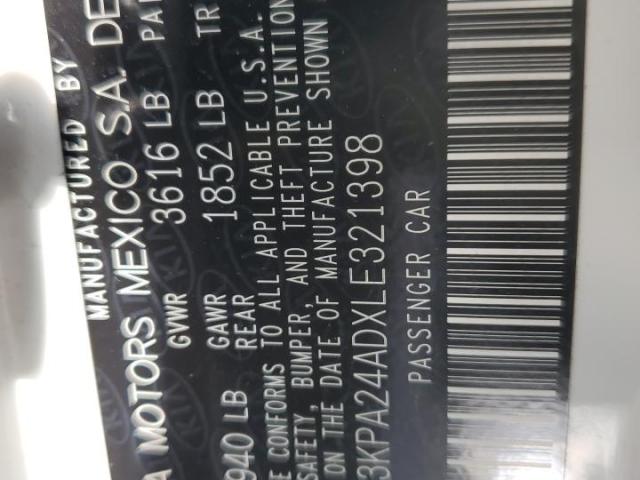 MANUFACTURED BY
A MOTORS MEXICO S.A. DE
GVWR
3616 LB
GAWR
REAR
940 LB
1852 LB TR
E CONFORMS TO ALL APPLICABLE U.S.A.
SAFETY, BUMPER, AND THEFT PREVENTION
ON THE DATE OF MANUFACTURE SHOWN
3KPA24ADXLE321398
PASSENGER CAR